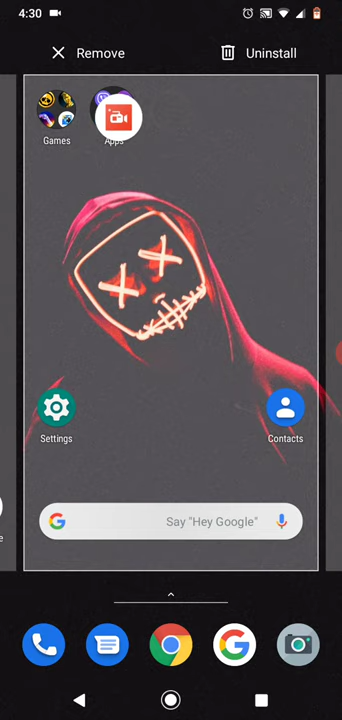 4:30
Remove
Uninstall
Games
Apps
Settings
Contacts
Say "Hey Google"
e